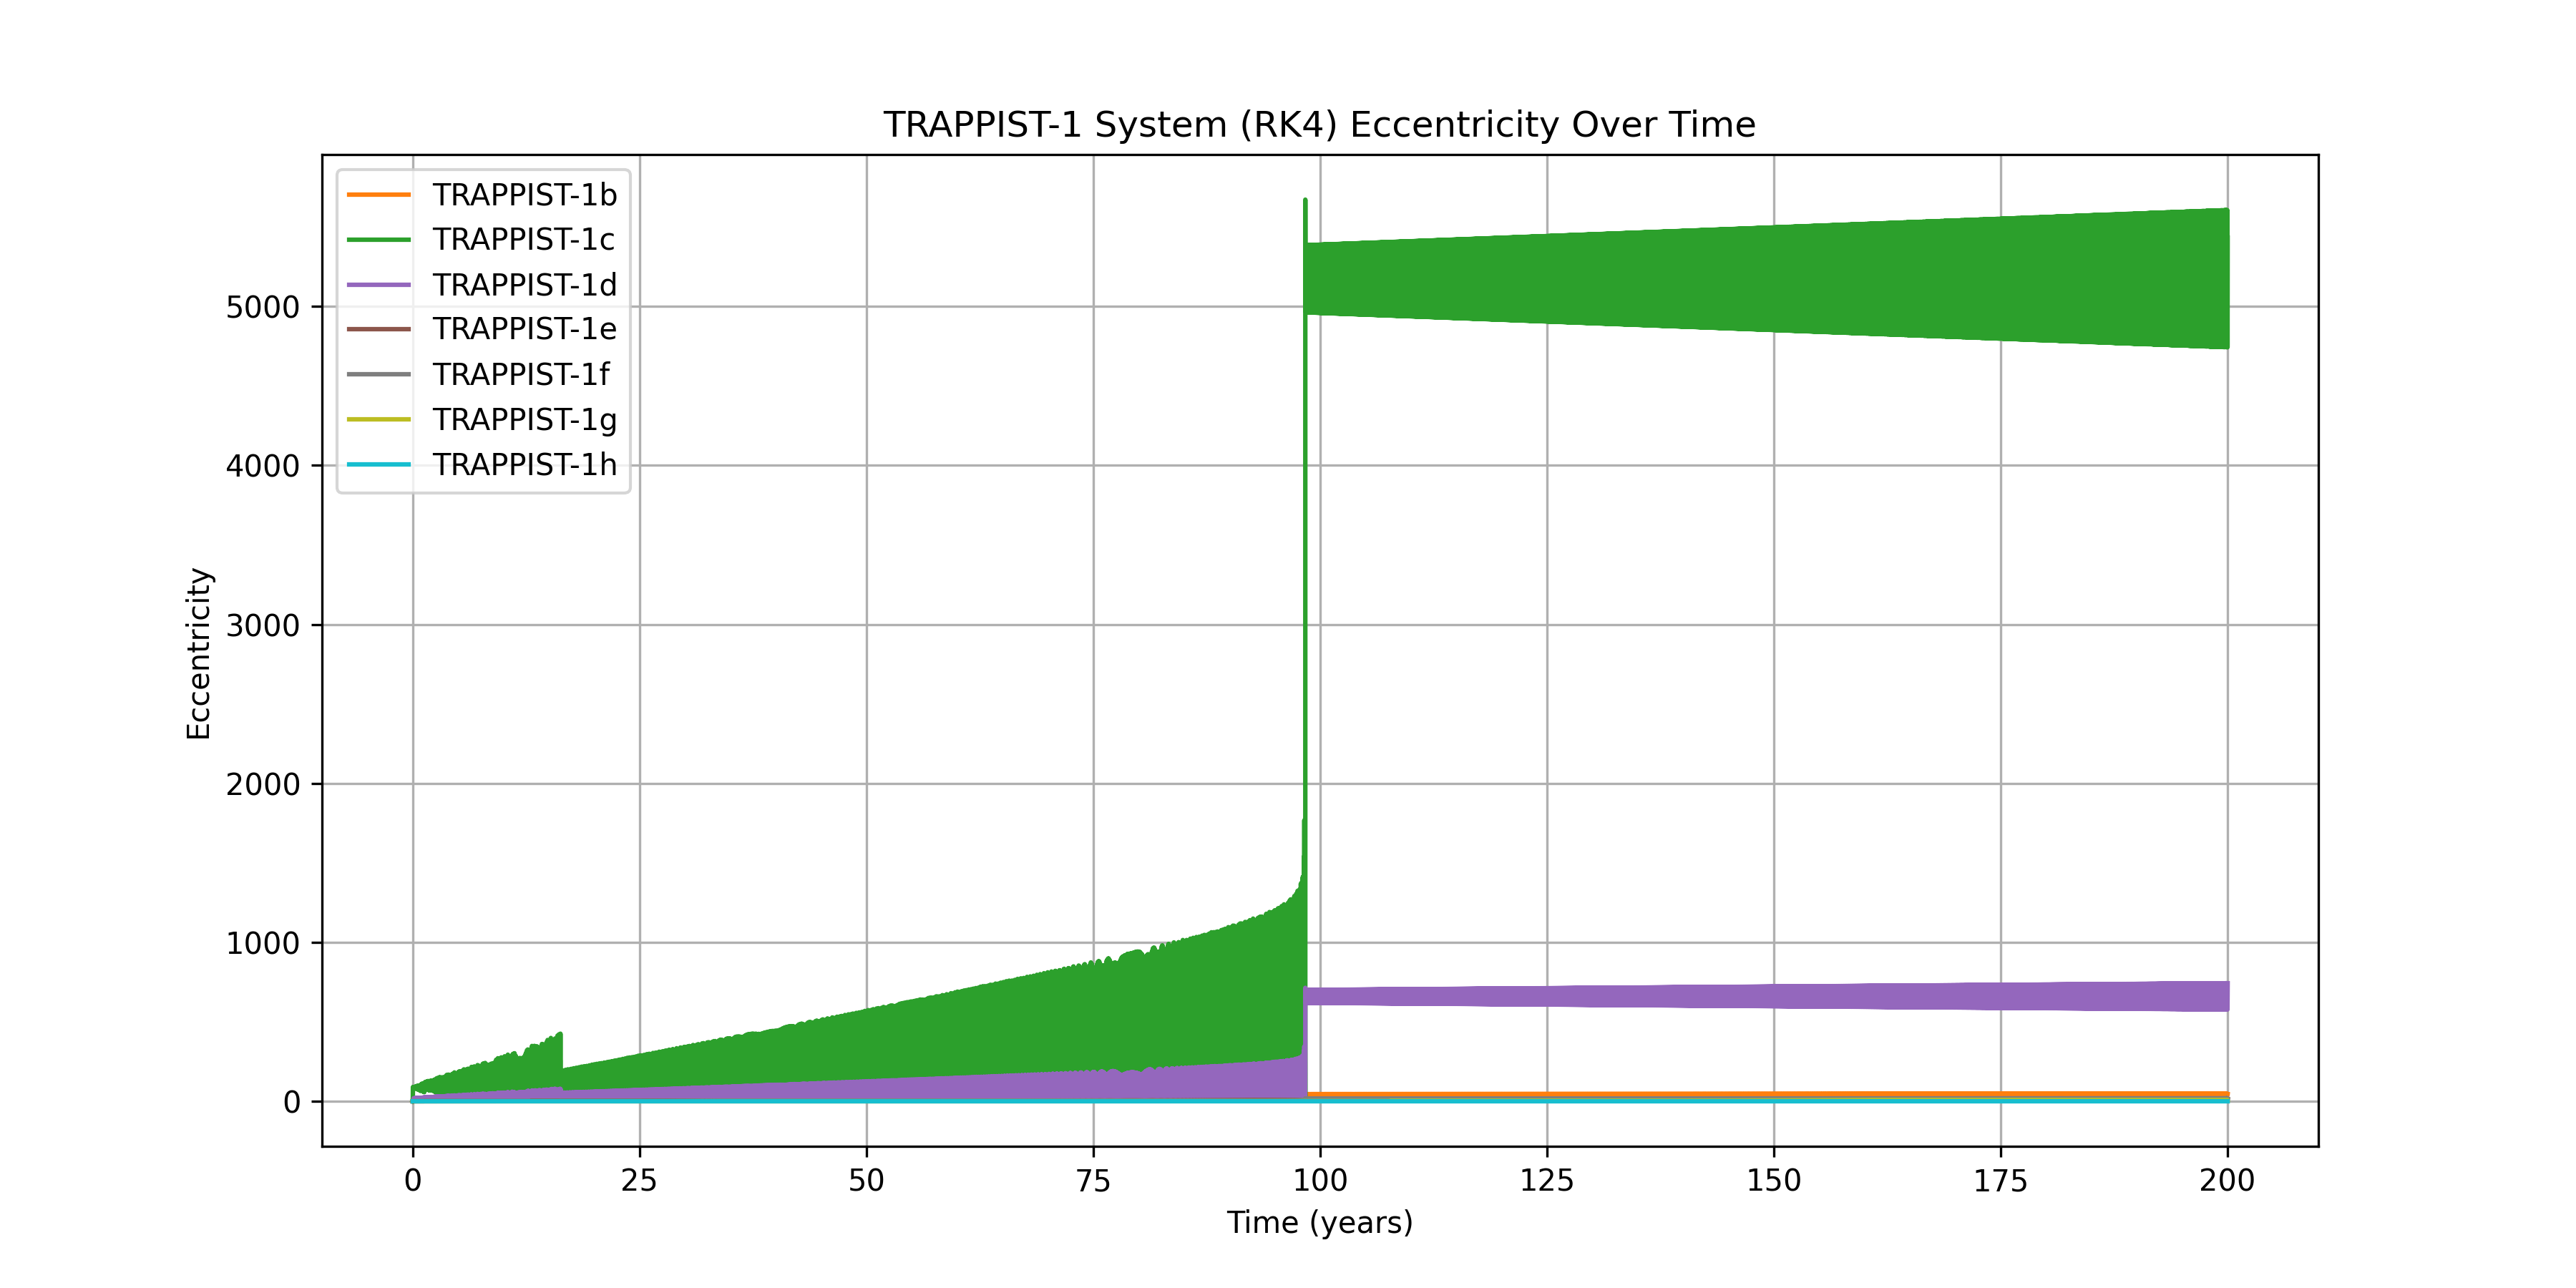 TRAPPIST-1 System (RK4) Eccentricity Over Time
TRAPPIST-1b
TRAPPIST-1c
TRAPPIST-1d
TRAPPIST-1e
TRAPPIST-1f
TRAPPIST-1g
TRAPPIST-1h
5000
4000
3000
2000
1000
0
Eccentricity
0 25 50 75 100 125 150 175 200
Time (years)